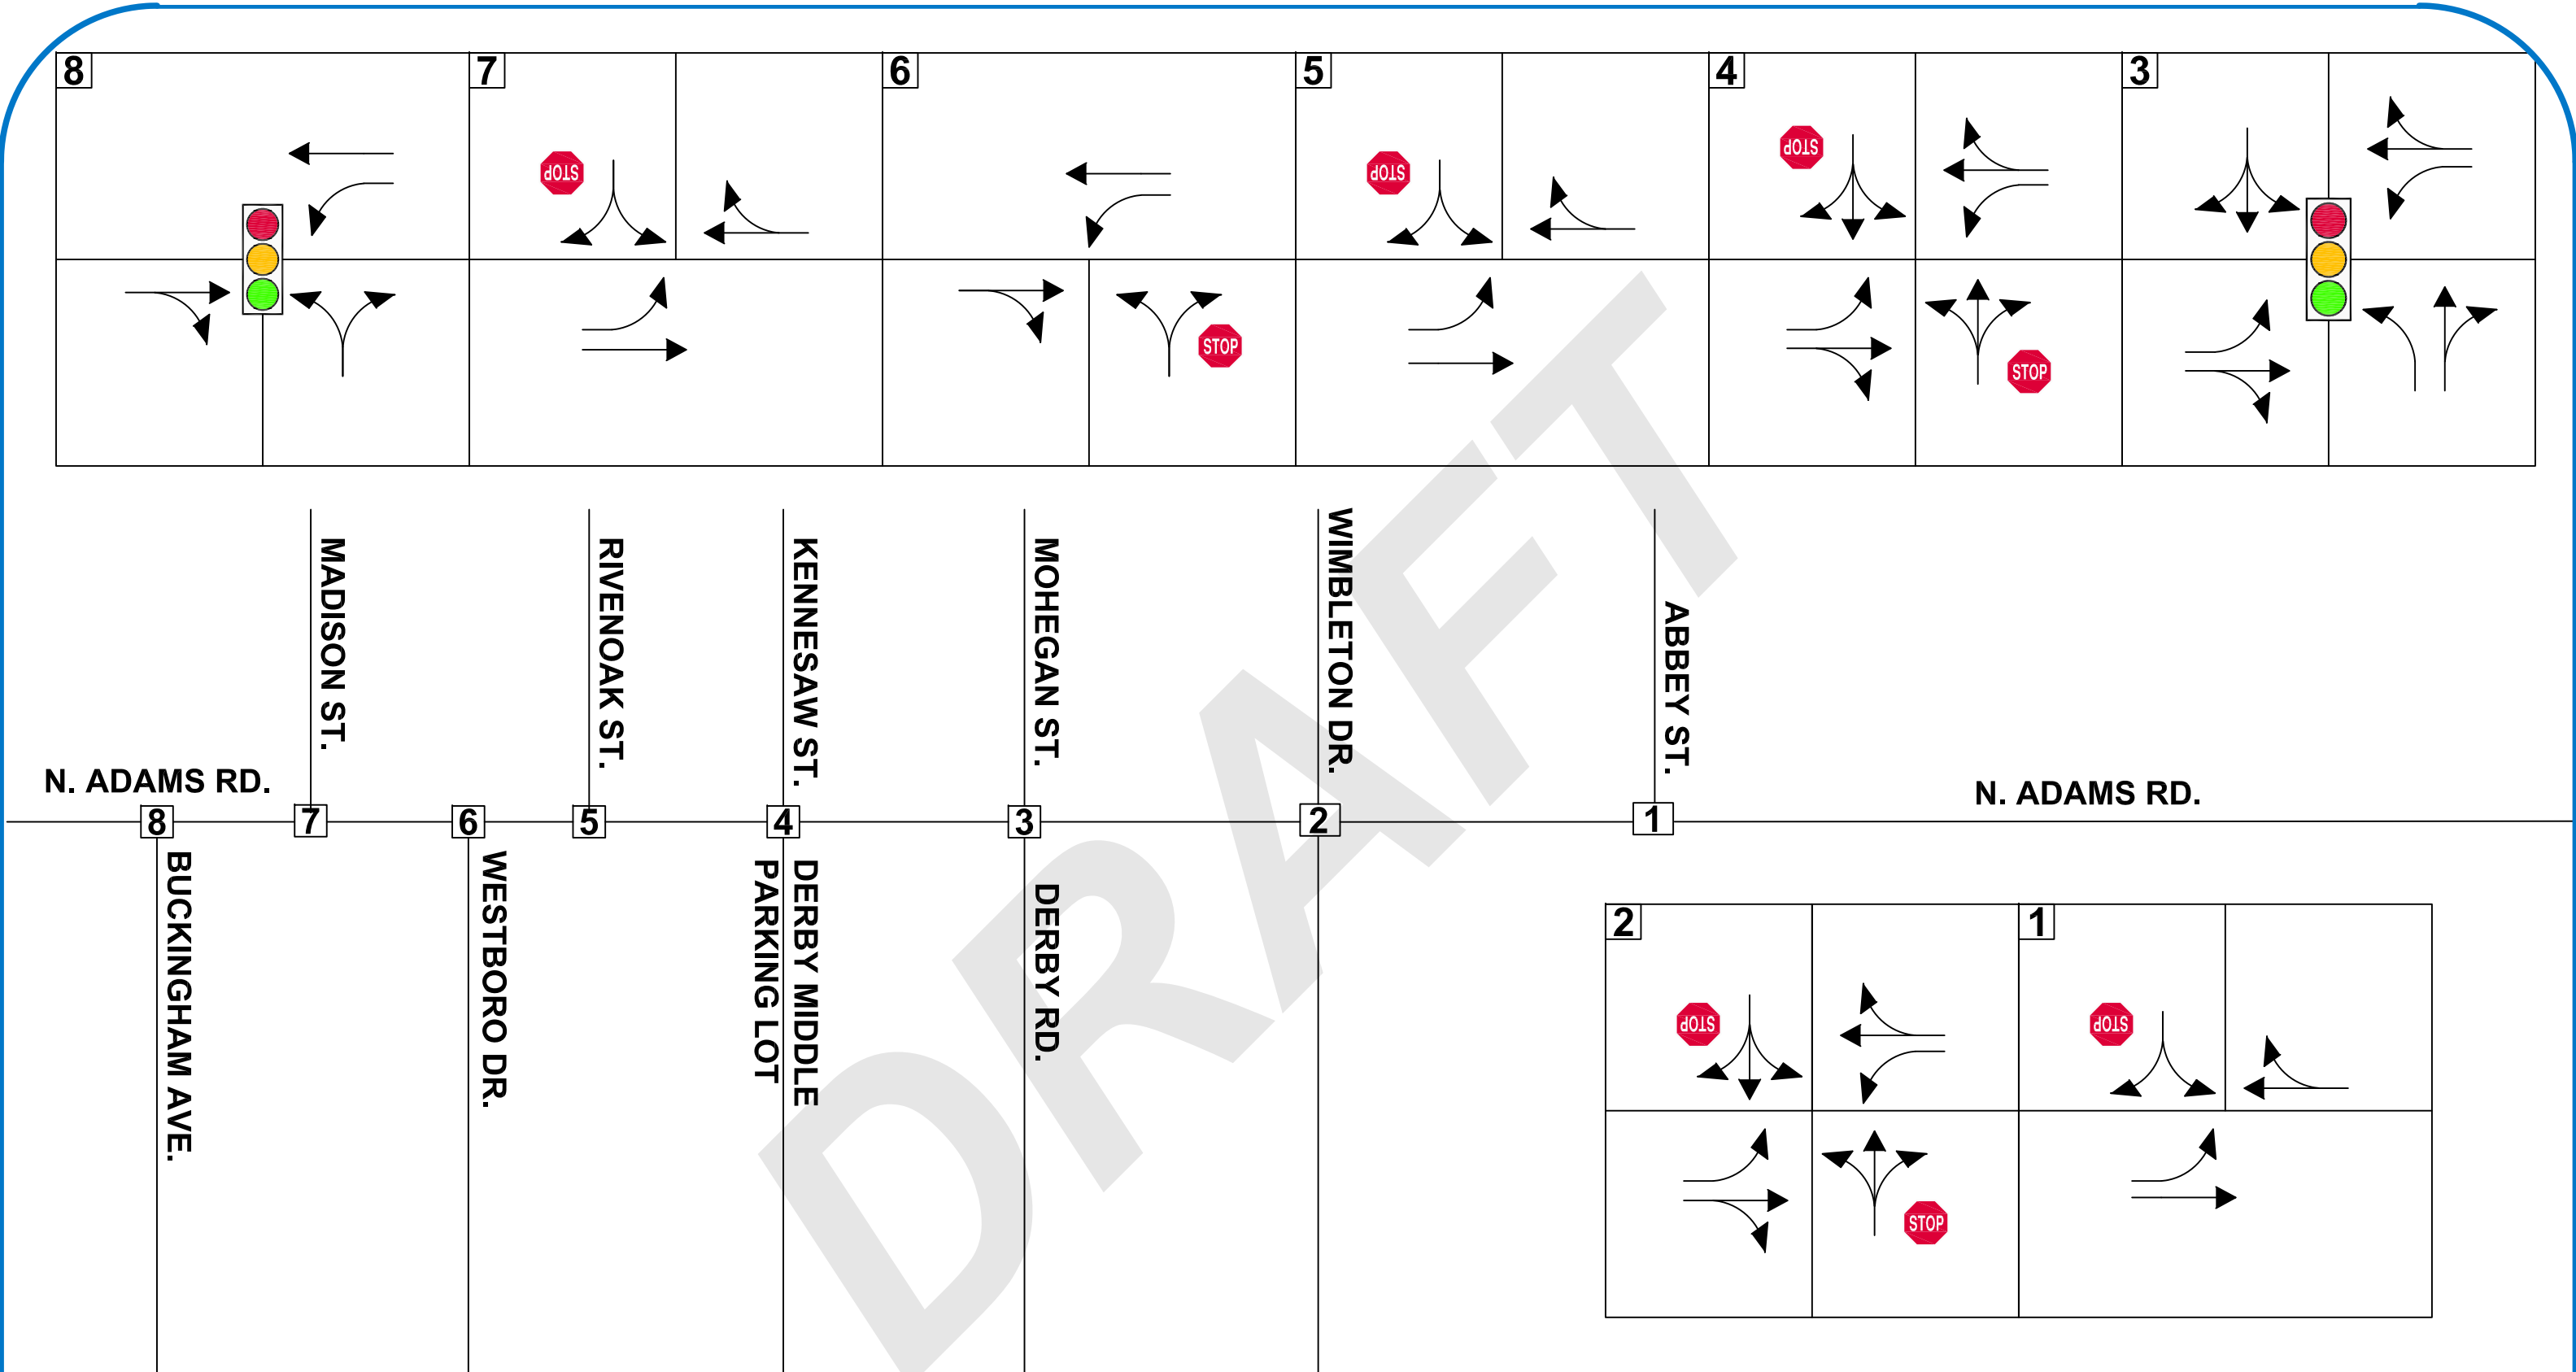 8
7
6
5
4
3
STOP
STOP
STOP
STOP
STOP
MADISON ST.
RIVENOAK ST.
KENNESAW ST.
MOHEGAN ST.
WIMBLETON DR.
ABBEY ST.
N. ADAMS RD.
N. ADAMS RD.
8
7
6
5
4
3
2
1
BUCKINGHAM AVE.
WESTBORO DR.
DERBY MIDDLE
PARKING LOT
DERBY RD.
2
1
STOP
STOP
STOP
DRAFT